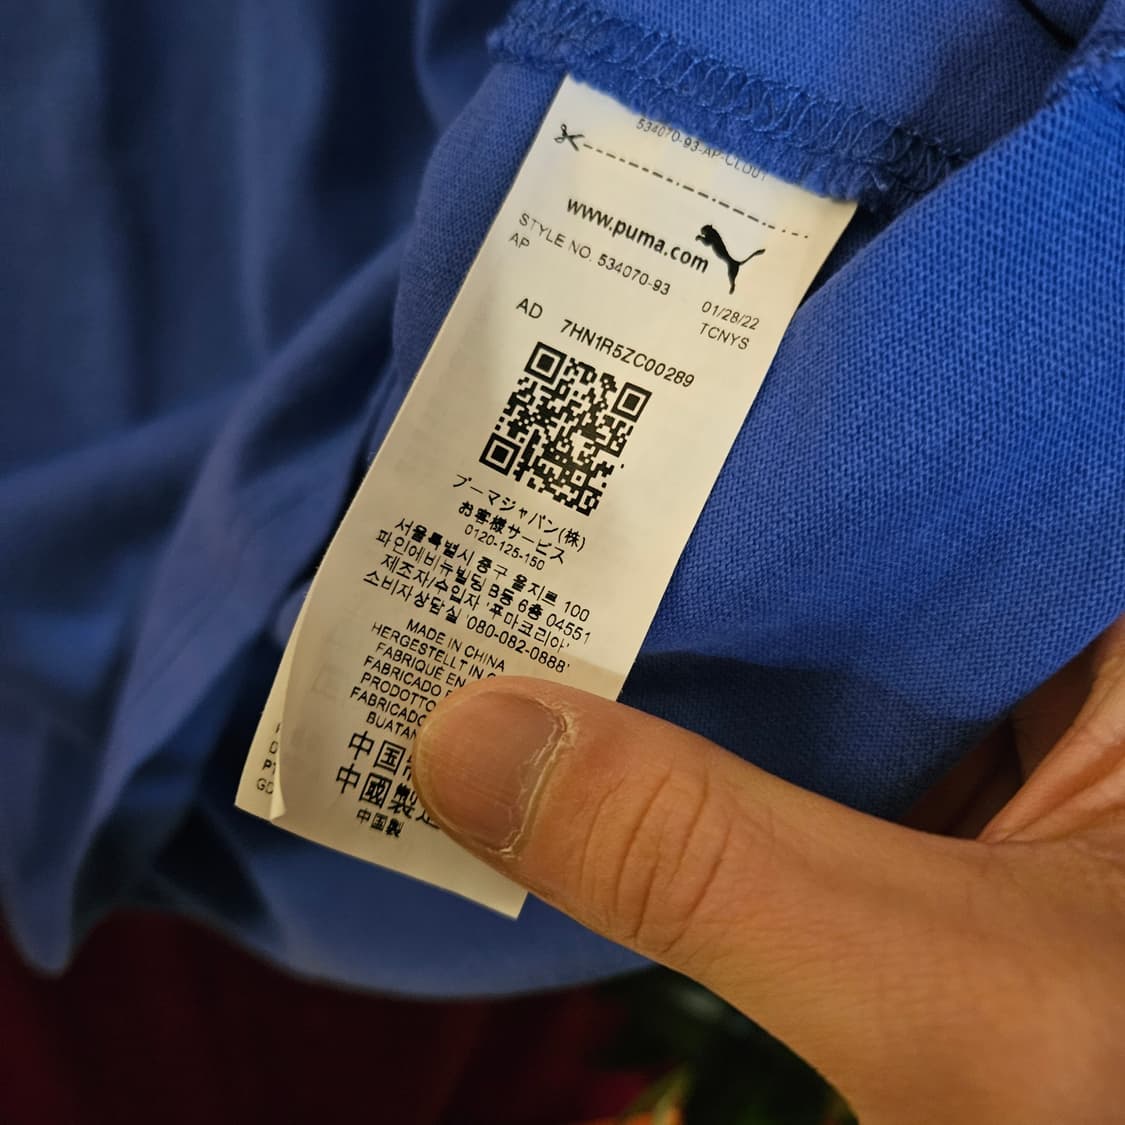 534070-93-AP-CLD01
www.puma.com
STYLE NO. 534070-93
AP
01/28/22
TCNYS
AD 7HN1R5ZC00289
プーマジャパン(株)
お客様サービス
0120-125-150
서울특별시 중구 을지로 100
파인에비뉴빌딩 B동 6층 04551
제조자/수입자 '푸마코리아'
소비자상담실 '080-082-0888'
MADE IN CHINA
HERGESTELLT IN
FABRIQUÉ EN
FABRICADO
PRODOTTO
FABRICADO
BUATAN
中国
中國製造
中国製